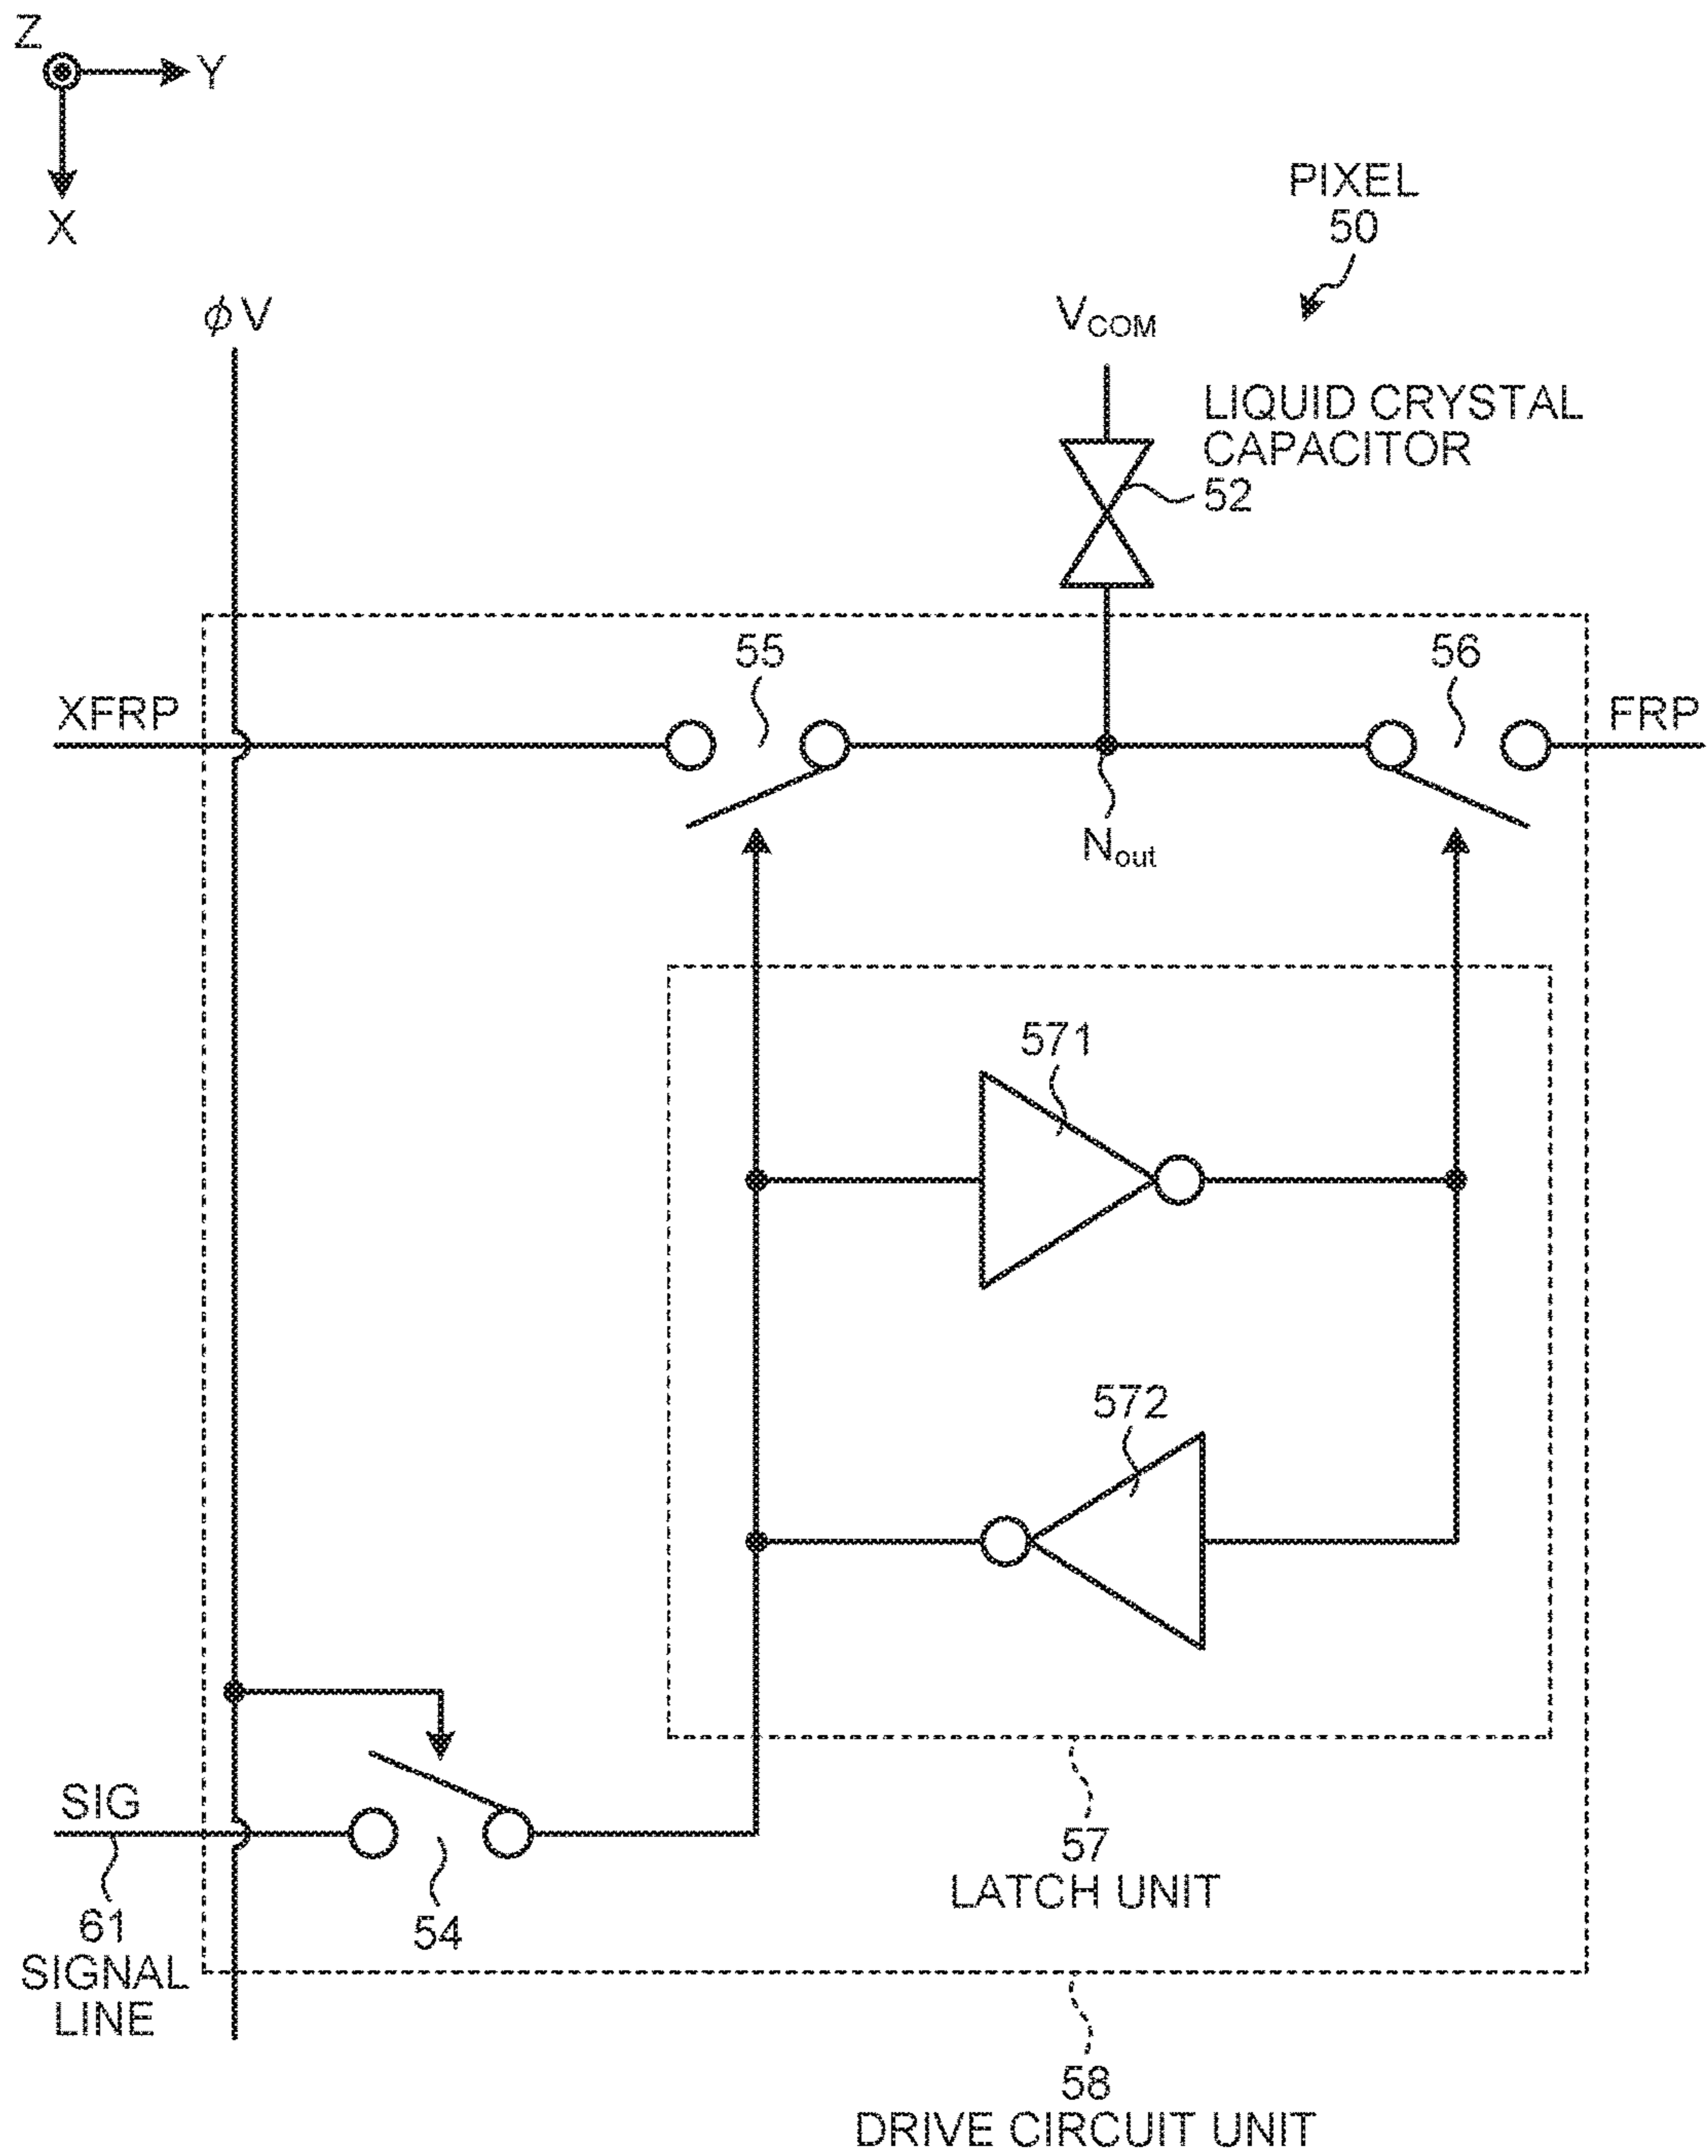 Z
Y
X
PIXEL
50
ϕV
VCOM
LIQUID CRYSTAL
CAPACITOR
52
55
56
XFRP
FRP
Nout
571
572
SIG
57
LATCH UNIT
61
SIGNAL
LINE
54
58
DRIVE CIRCUIT UNIT